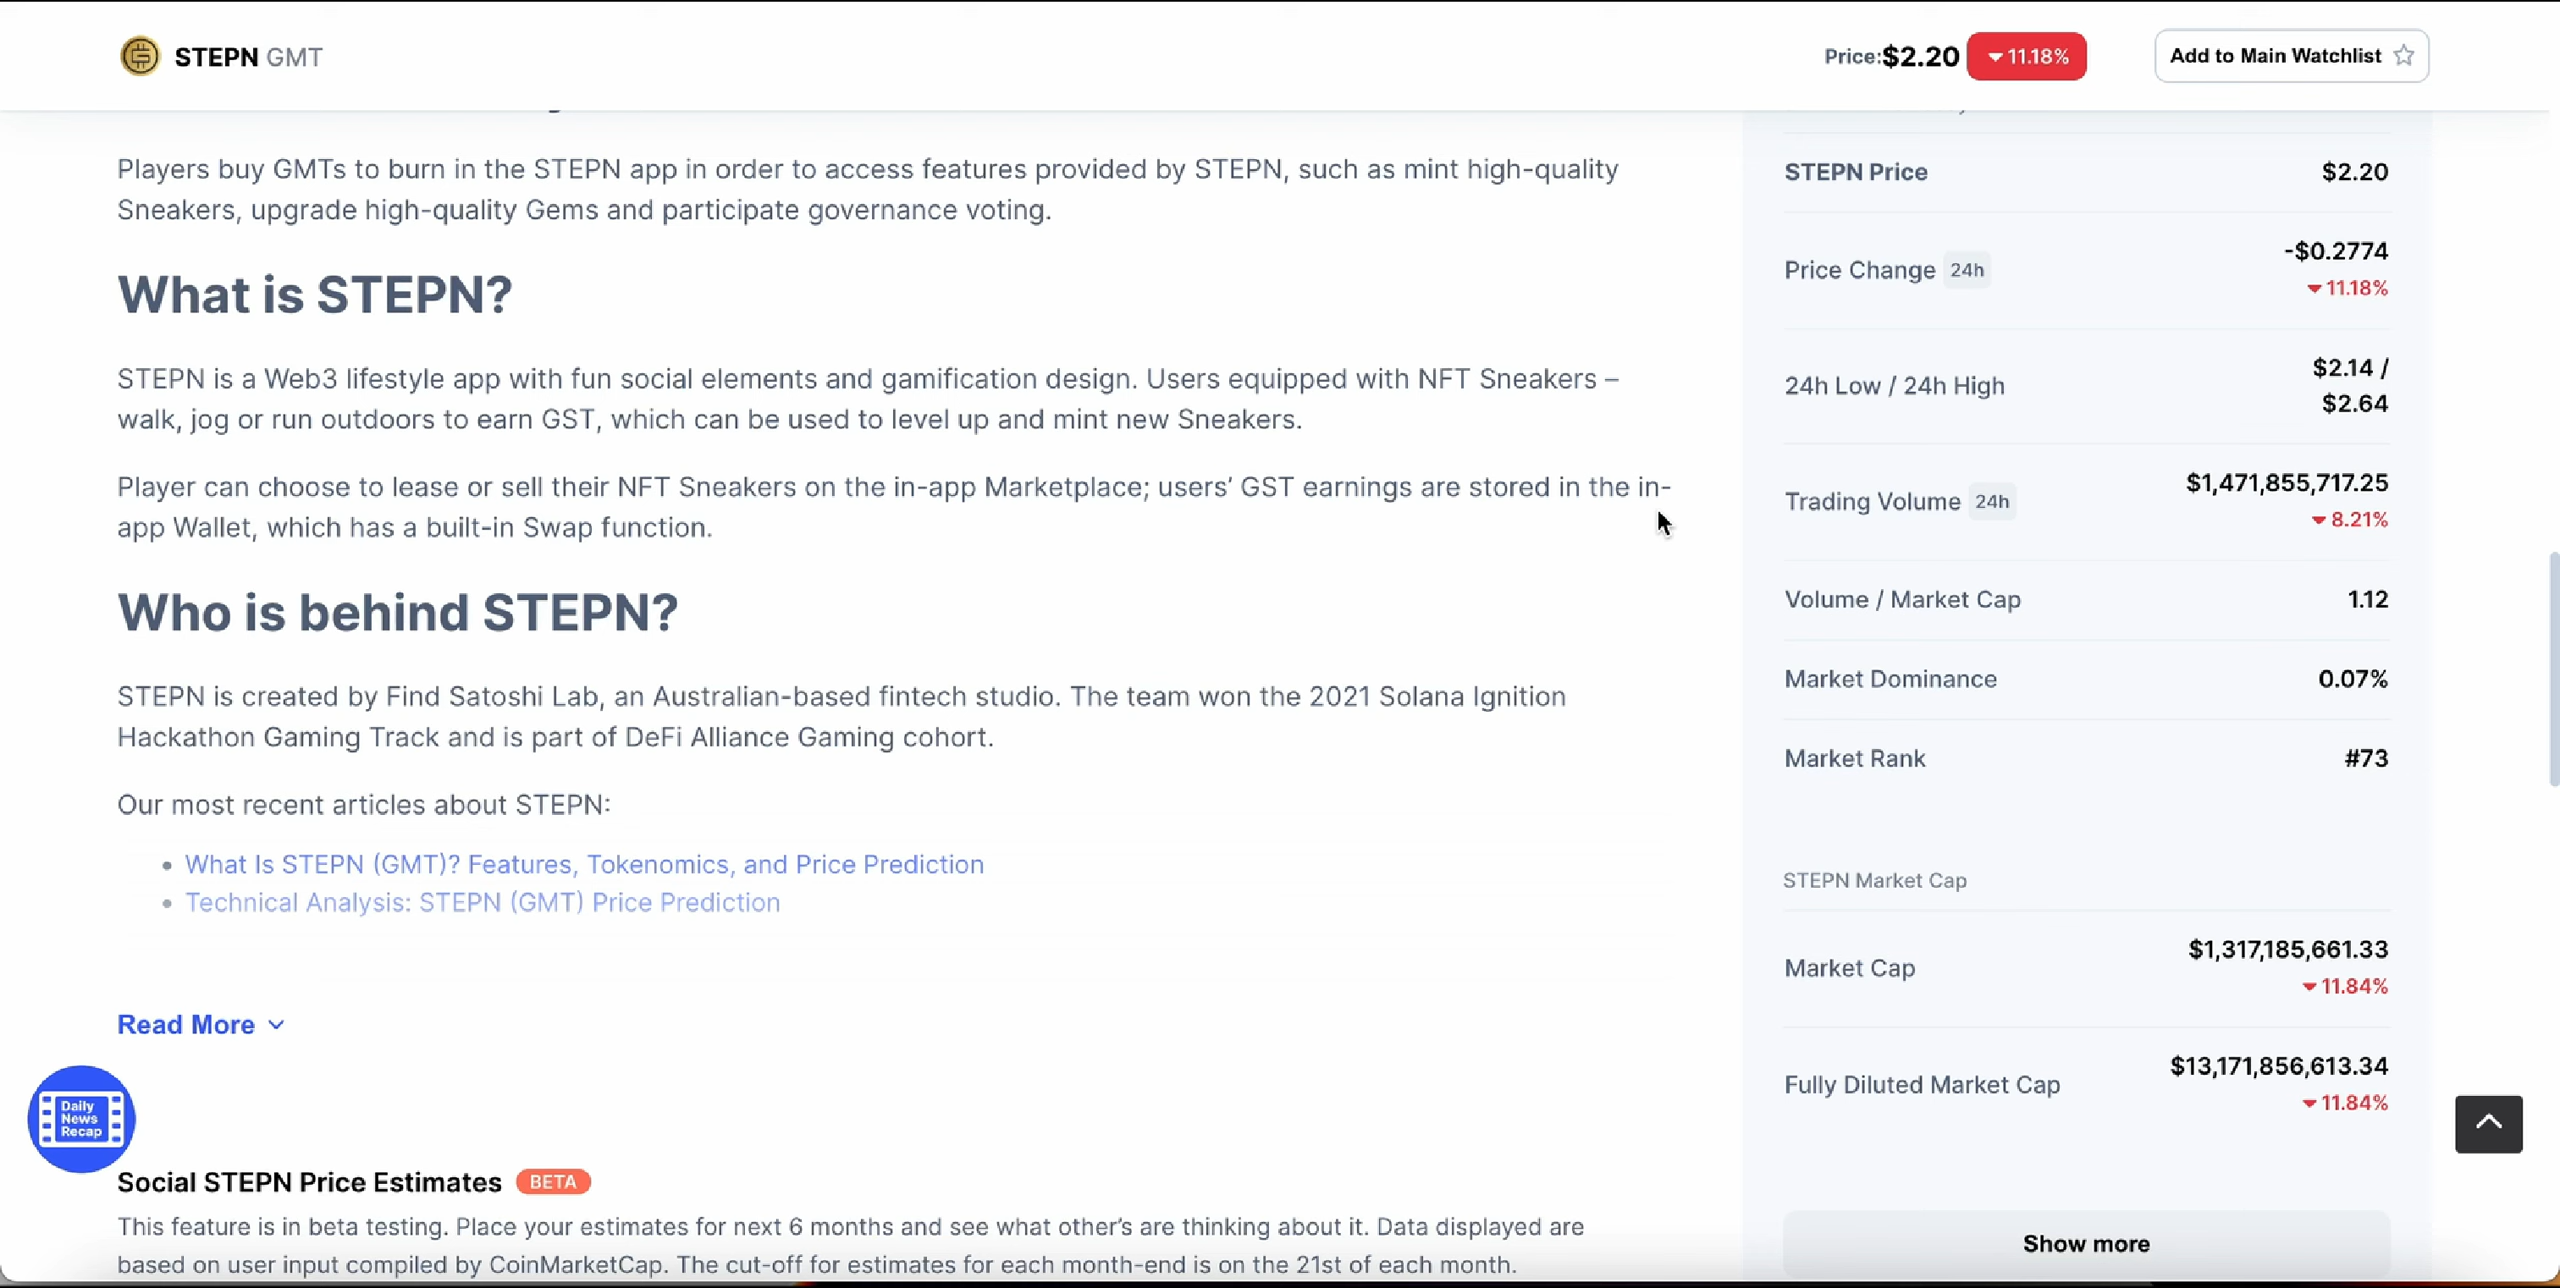 STEPN GMT
Price:$2.20 11.18%
Add to Main Watchlist
Players buy GMTs to burn in the STEPN app in order to access features provided by STEPN, such as mint high-quality
Sneakers, upgrade high-quality Gems and participate governance voting.
What is STEPN?
STEPN is a Web3 lifestyle app with fun social elements and gamification design. Users equipped with NFT Sneakers –
walk, jog or run outdoors to earn GST, which can be used to level up and mint new Sneakers.
Player can choose to lease or sell their NFT Sneakers on the in-app Marketplace; users’ GST earnings are stored in the in-
app Wallet, which has a built-in Swap function.
Who is behind STEPN?
STEPN is created by Find Satoshi Lab, an Australian-based fintech studio. The team won the 2021 Solana Ignition
Hackathon Gaming Track and is part of DeFi Alliance Gaming cohort.
Our most recent articles about STEPN:
• What Is STEPN (GMT)? Features, Tokenomics, and Price Prediction
• Technical Analysis: STEPN (GMT) Price Prediction
Read More
Daily
News
Recap
Social STEPN Price Estimates BETA
This feature is in beta testing. Place your estimates for next 6 months and see what other’s are thinking about it. Data displayed are
based on user input compiled by CoinMarketCap. The cut-off for estimates for each month-end is on the 21st of each month.
STEPN Price $2.20
Price Change 24h -$0.2774
11.18%
24h Low / 24h High $2.14 /
$2.64
Trading Volume 24h $1,471,855,717.25
8.21%
Volume / Market Cap 1.12
Market Dominance 0.07%
Market Rank #73
STEPN Market Cap
Market Cap $1,317,185,661.33
11.84%
Fully Diluted Market Cap $13,171,856,613.34
11.84%
Show more